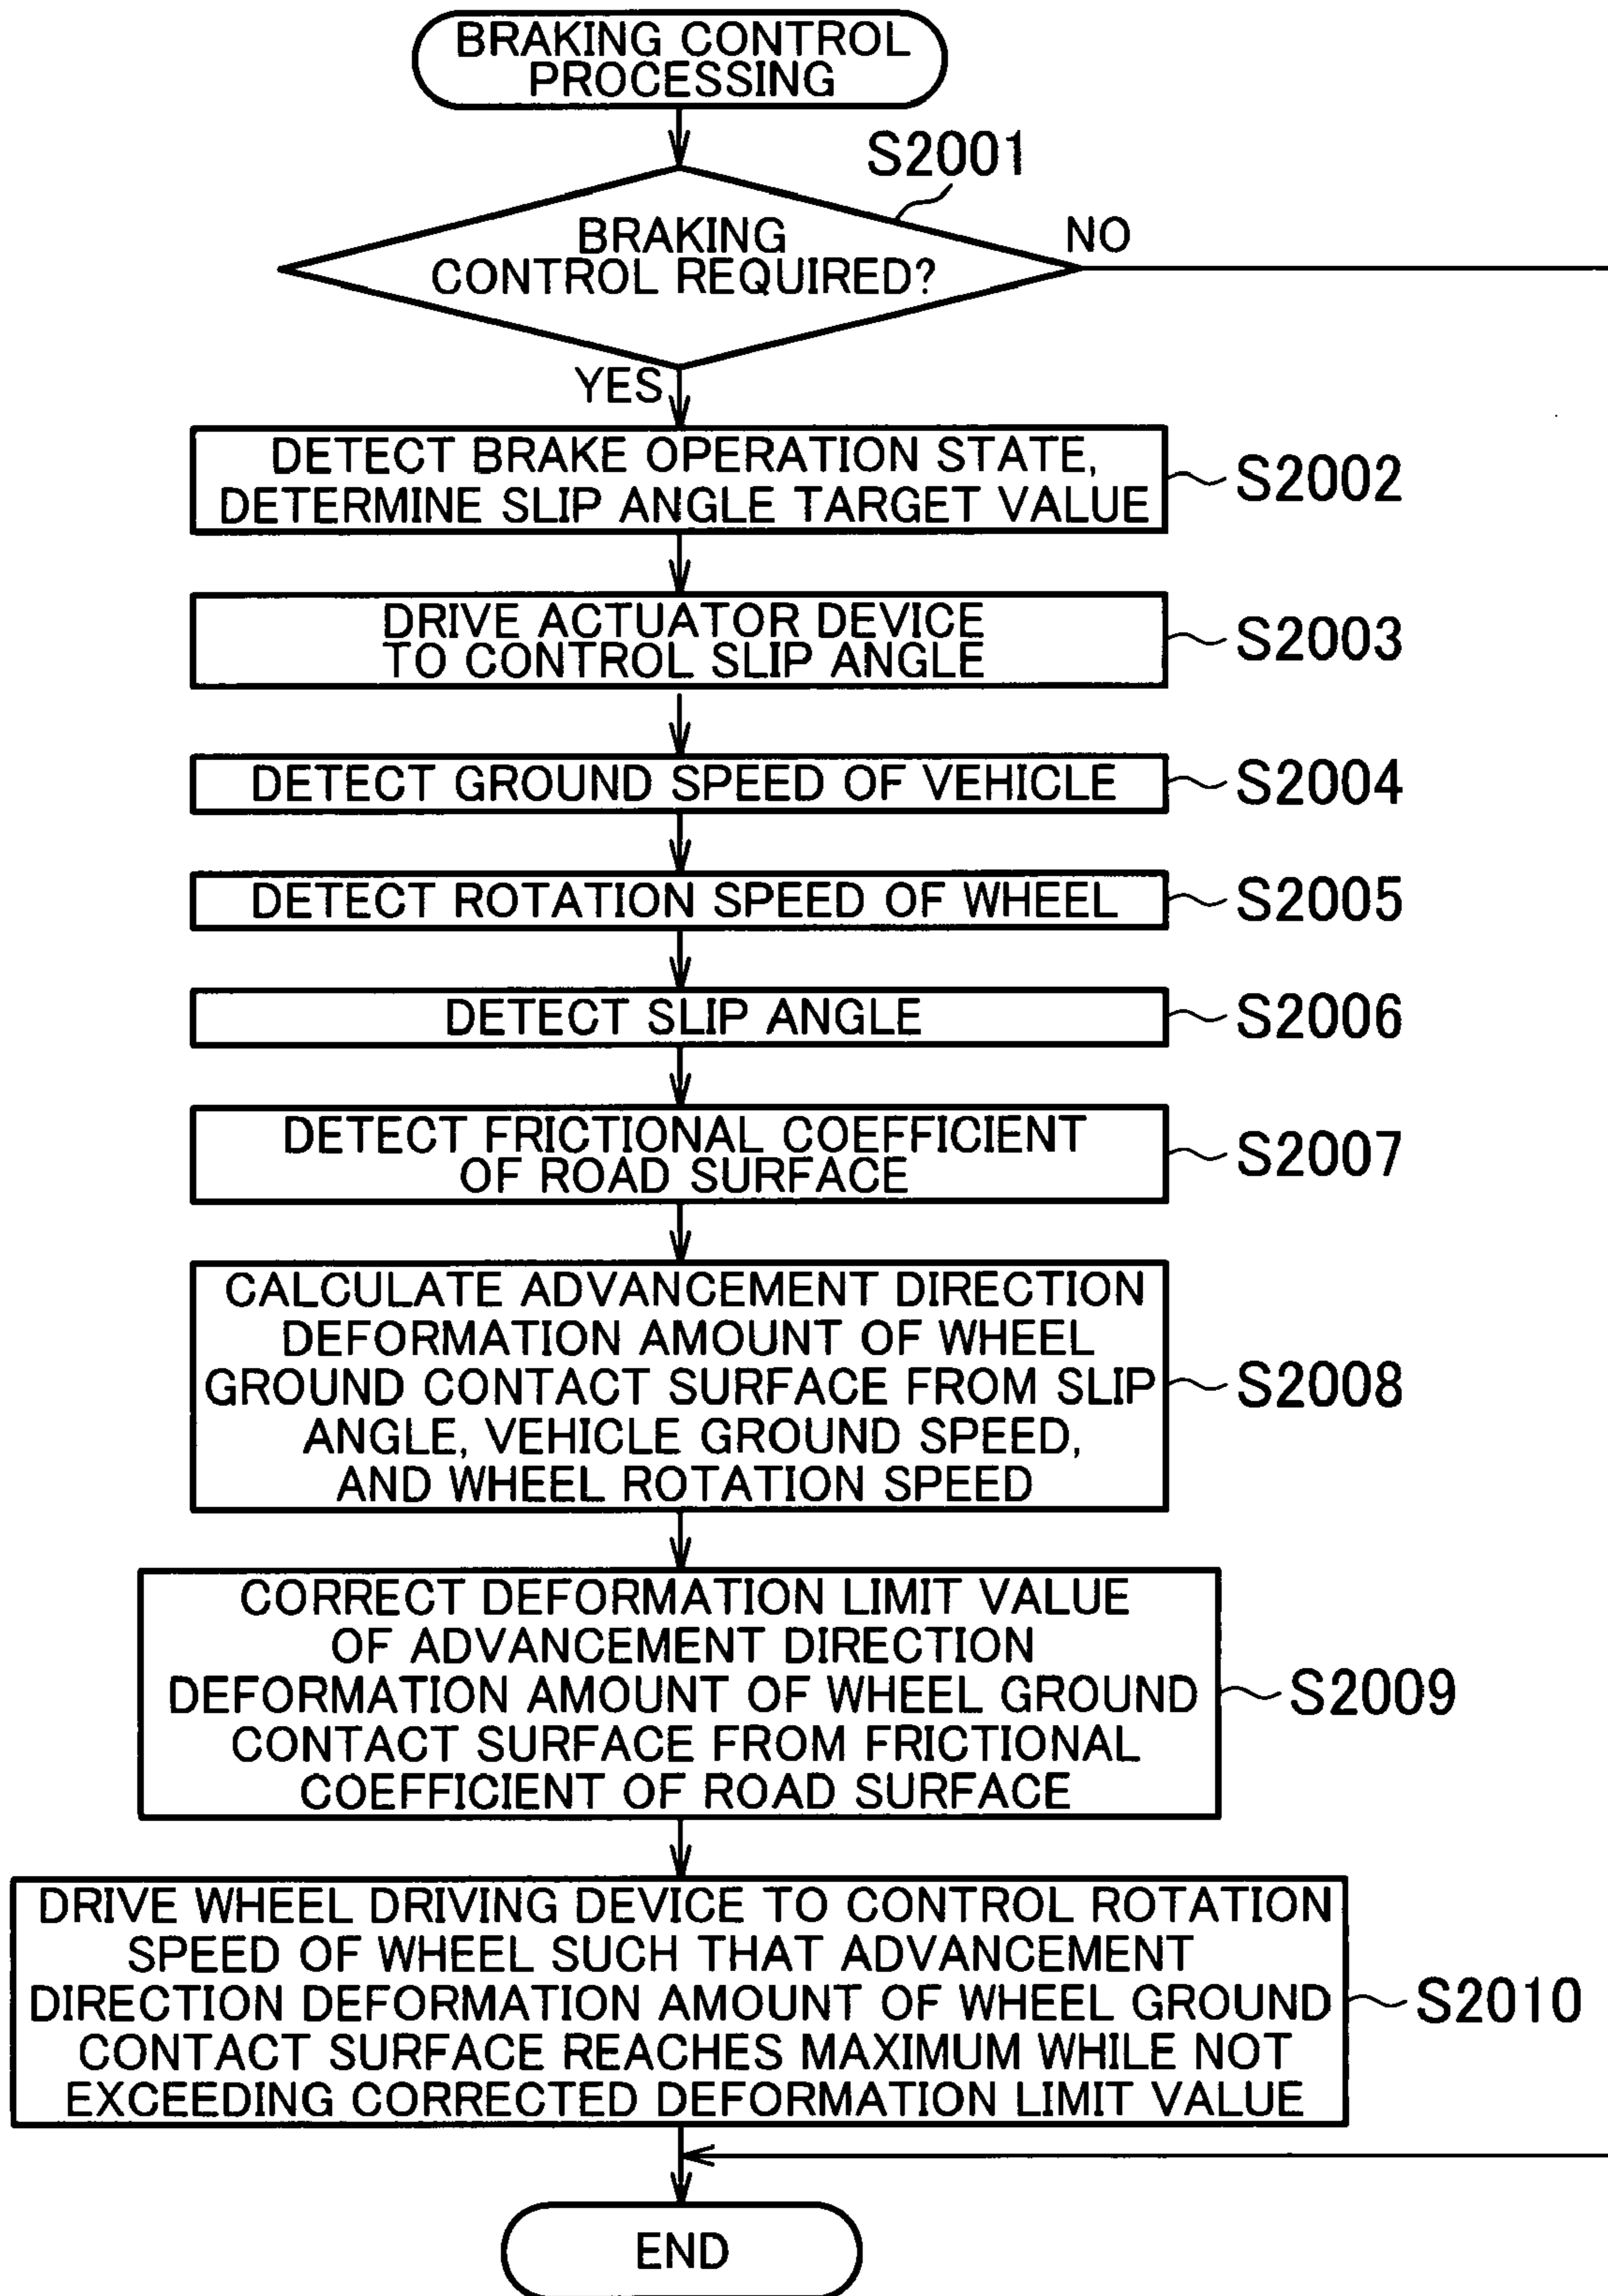 BRAKING CONTROL
PROCESSING
S2001
BRAKING
CONTROL REQUIRED?
NO
YES
DETECT BRAKE OPERATION STATE,
DETERMINE SLIP ANGLE TARGET VALUE
S2002
DRIVE ACTUATOR DEVICE
TO CONTROL SLIP ANGLE
S2003
DETECT GROUND SPEED OF VEHICLE
S2004
DETECT ROTATION SPEED OF WHEEL
S2005
DETECT SLIP ANGLE
S2006
DETECT FRICTIONAL COEFFICIENT
OF ROAD SURFACE
S2007
CALCULATE ADVANCEMENT DIRECTION
DEFORMATION AMOUNT OF WHEEL
GROUND CONTACT SURFACE FROM SLIP
ANGLE, VEHICLE GROUND SPEED,
AND WHEEL ROTATION SPEED
S2008
CORRECT DEFORMATION LIMIT VALUE
OF ADVANCEMENT DIRECTION
DEFORMATION AMOUNT OF WHEEL GROUND
CONTACT SURFACE FROM FRICTIONAL
COEFFICIENT OF ROAD SURFACE
S2009
DRIVE WHEEL DRIVING DEVICE TO CONTROL ROTATION
SPEED OF WHEEL SUCH THAT ADVANCEMENT
DIRECTION DEFORMATION AMOUNT OF WHEEL GROUND
CONTACT SURFACE REACHES MAXIMUM WHILE NOT
EXCEEDING CORRECTED DEFORMATION LIMIT VALUE
S2010
END